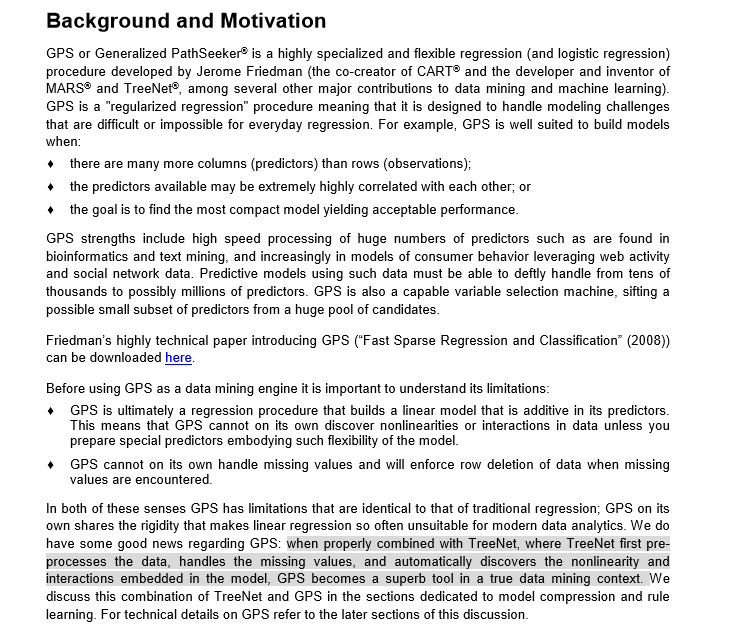 Background and Motivation
GPS or Generalized PathSeeker® is a highly specialized and flexible regression (and logistic regression)
procedure developed by Jerome Friedman (the co-creator of CART® and the developer and inventor of
MARS® and TreeNet®, among several other major contributions to data mining and machine learning).
GPS is a "regularized regression" procedure meaning that it is designed to handle modeling challenges
that are difficult or impossible for everyday regression. For example, GPS is well suited to build models
when:
♦ there are many more columns (predictors) than rows (observations);
♦ the predictors available may be extremely highly correlated with each other; or
♦ the goal is to find the most compact model yielding acceptable performance.
GPS strengths include high speed processing of huge numbers of predictors such as are found in
bioinformatics and text mining, and increasingly in models of consumer behavior leveraging web activity
and social network data. Predictive models using such data must be able to deftly handle from tens of
thousands to possibly millions of predictors. GPS is also a capable variable selection machine, sifting a
possible small subset of predictors from a huge pool of candidates.
Friedman's highly technical paper introducing GPS ("Fast Sparse Regression and Classification" (2008))
can be downloaded here.
Before using GPS as a data mining engine it is important to understand its limitations:
♦ GPS is ultimately a regression procedure that builds a linear model that is additive in its predictors.
This means that GPS cannot on its own discover nonlinearities or interactions in data unless you
prepare special predictors embodying such flexibility of the model.
♦ GPS cannot on its own handle missing values and will enforce row deletion of data when missing
values are encountered.
In both of these senses GPS has limitations that are identical to that of traditional regression; GPS on its
own shares the rigidity that makes linear regression so often unsuitable for modern data analytics. We do
have some good news regarding GPS: when properly combined with TreeNet, where TreeNet first pre-
processes the data, handles the missing values, and automatically discovers the nonlinearity and
interactions embedded in the model, GPS becomes a superb tool in a true data mining context. We
discuss this combination of TreeNet and GPS in the sections dedicated to model compression and rule
learning. For technical details on GPS refer to the later sections of this discussion.